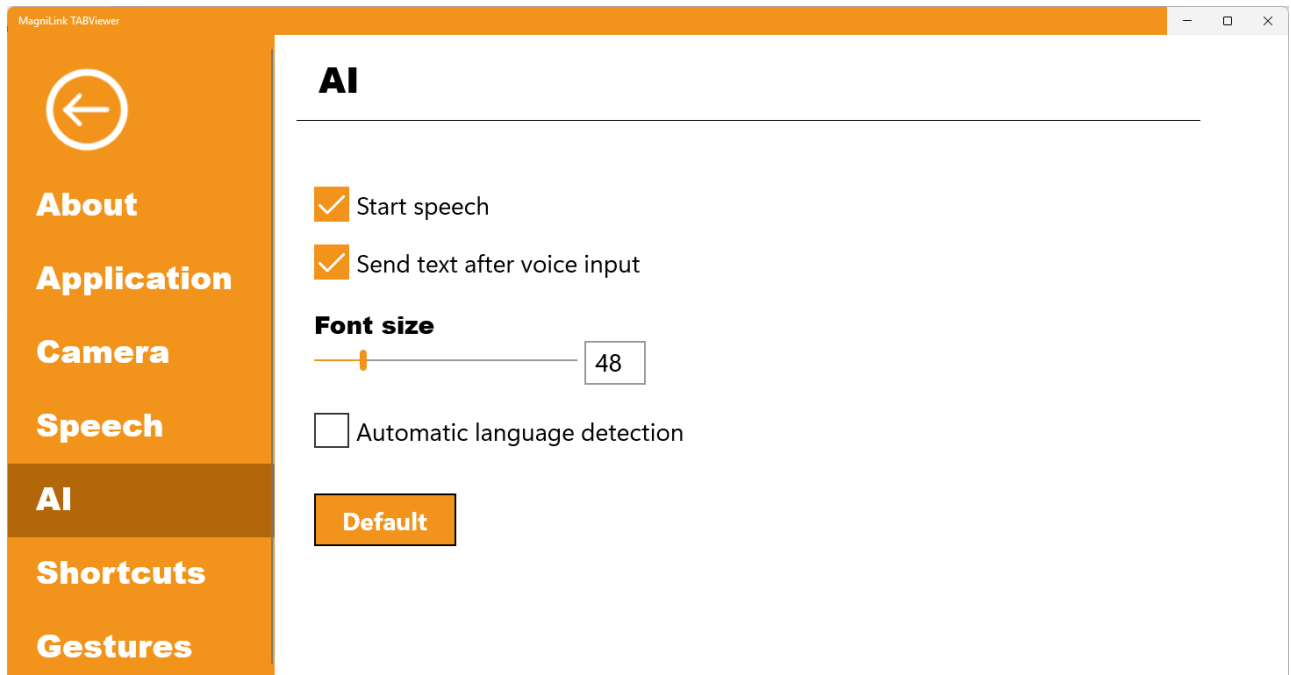 MagniLink TABViewer
About
Application
Camera
Speech
AI
Shortcuts
Gestures
AI
Start speech
Send text after voice input
Font size
48
Automatic language detection
Default